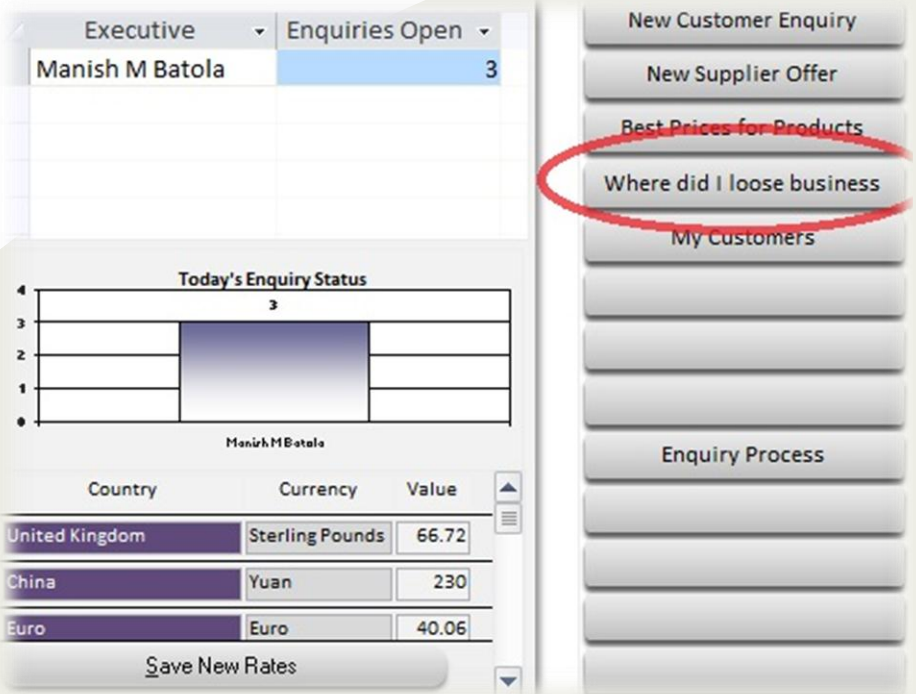 Executive Enquiries Open
Manish M Batola 3
Today's Enquiry Status
4
3
3
2
1
0
Manish M Batola
Country Currency Value
United Kingdom Sterling Pounds 66.72
China Yuan 230
Euro Euro 40.06
Save New Rates
New Customer Enquiry
New Supplier Offer
Best Prices for Products
Where did I loose business
My Customers
Enquiry Process